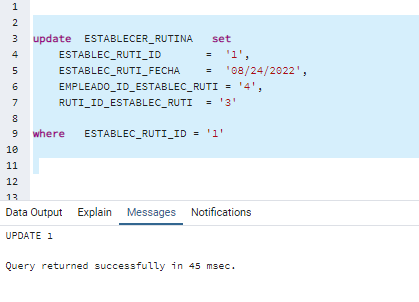 1
2
3 update ESTABLECER_RUTINA set
4 ESTABLEC_RUTI_ID = '1',
5 ESTABLEC_RUTI_FECHA = '08/24/2022',
6 EMPLEADO_ID_ESTABLEC_RUTI = '4',
7 RUTI_ID_ESTABLEC_RUTI = '3'
8
9 where ESTABLEC_RUTI_ID = '1'
10
11
12
13
Data Output Explain Messages Notifications
UPDATE 1
Query returned successfully in 45 msec.